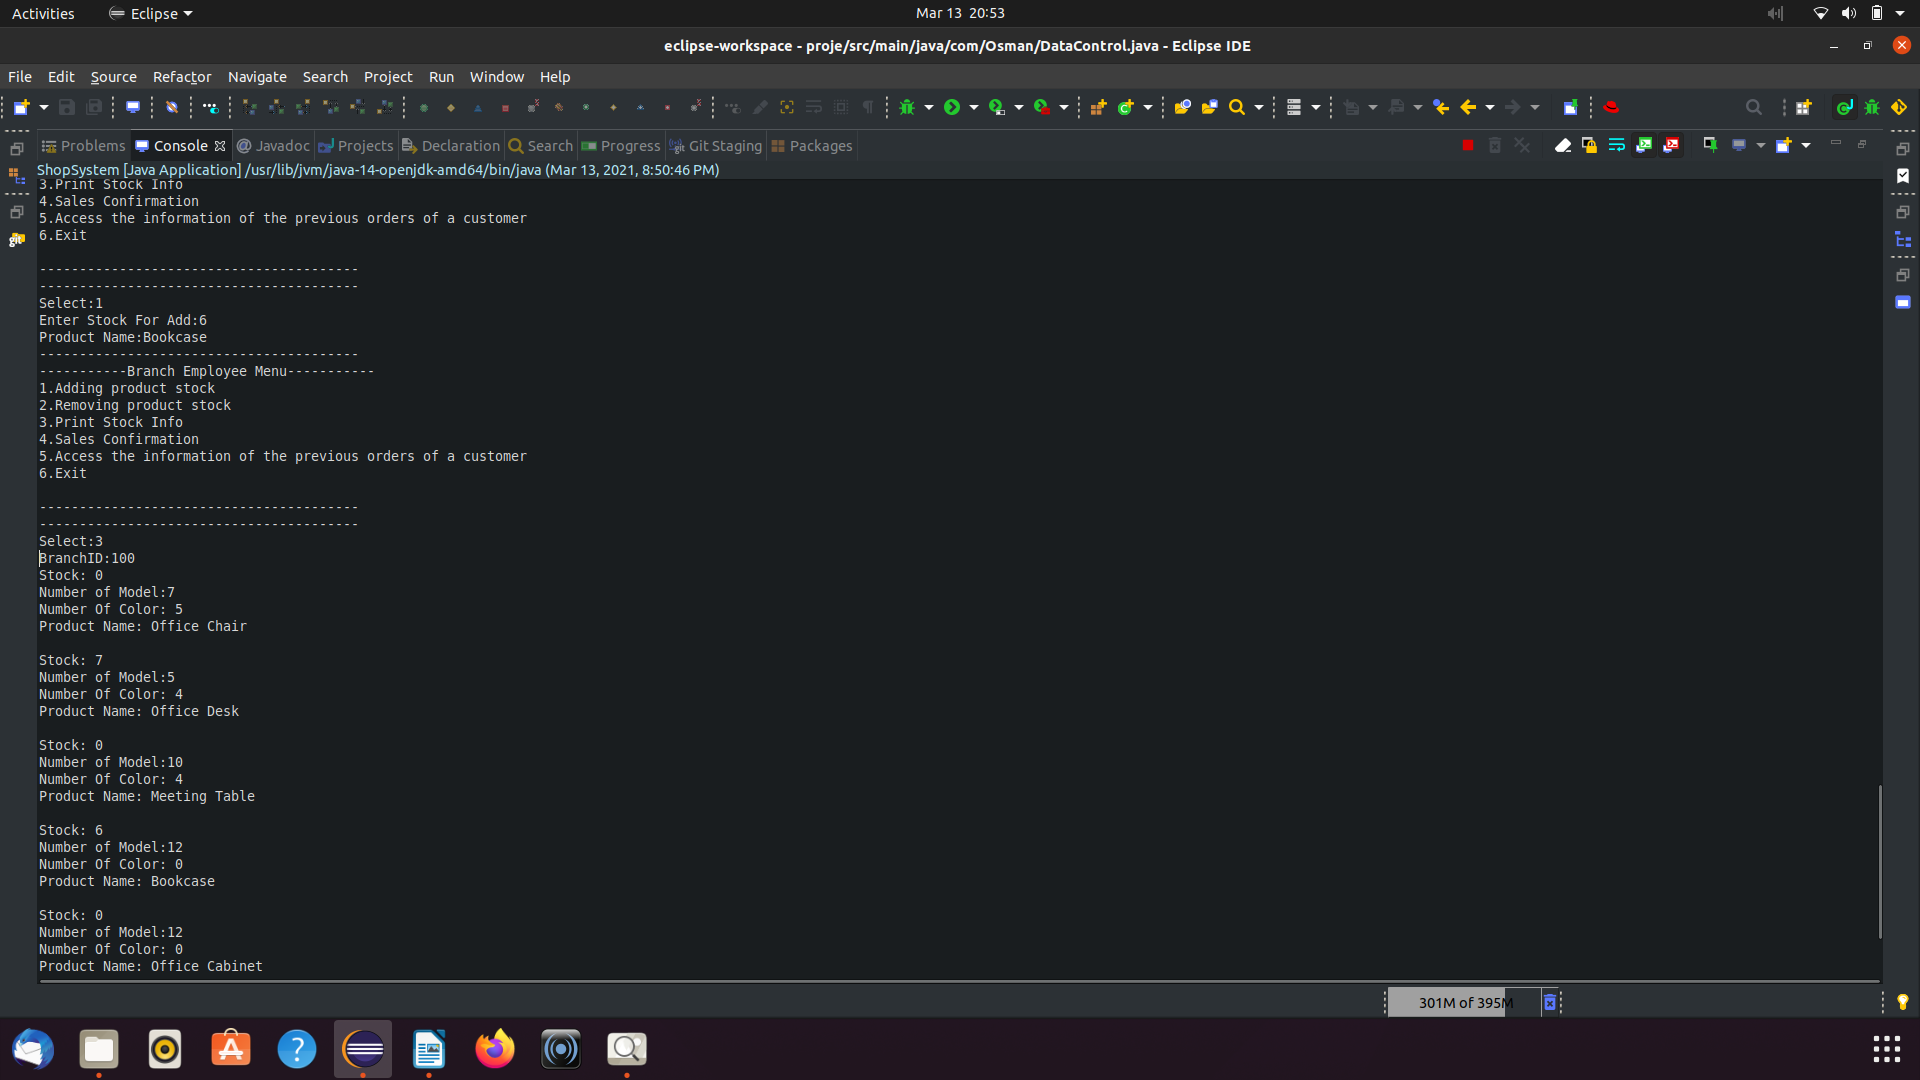 Activities
Eclipse
Mar 13 20:53
eclipse-workspace - proje/src/main/java/com/Osman/DataControl.java - Eclipse IDE
File Edit Source Refactor Navigate Search Project Run Window Help
Problems Console Javadoc Projects Declaration Search Progress Git Staging Packages
ShopSystem [Java Application] /usr/lib/jvm/java-14-openjdk-amd64/bin/java (Mar 13, 2021, 8:50:46 PM)
3.Print Stock Info
4.Sales Confirmation
5.Access the information of the previous orders of a customer
6.Exit
----------------------------------------
----------------------------------------
Select:1
Enter Stock For Add:6
Product Name:Bookcase
----------------------------------------
-----------Branch Employee Menu-----------
1.Adding product stock
2.Removing product stock
3.Print Stock Info
4.Sales Confirmation
5.Access the information of the previous orders of a customer
6.Exit
----------------------------------------
----------------------------------------
Select:3
BranchID:100
Stock: 0
Number of Model:7
Number Of Color: 5
Product Name: Office Chair
Stock: 7
Number of Model:5
Number Of Color: 4
Product Name: Office Desk
Stock: 0
Number of Model:10
Number Of Color: 4
Product Name: Meeting Table
Stock: 6
Number of Model:12
Number Of Color: 0
Product Name: Bookcase
Stock: 0
Number of Model:12
Number Of Color: 0
Product Name: Office Cabinet
301M of 395M